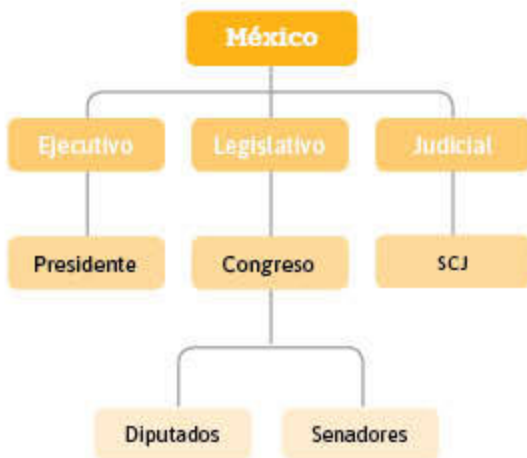 México
Ejecutivo
Legislativo
Judicial
Presidente
Congreso
SCJ
Diputados
Senadores